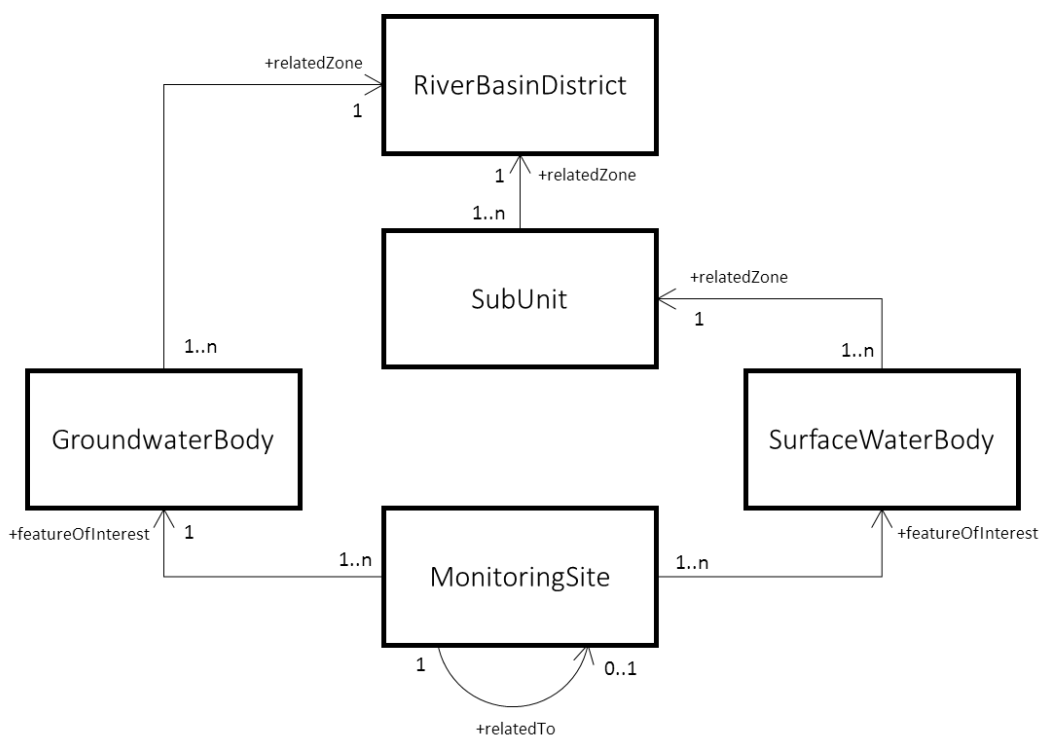 +relatedZone
1
RiverBasinDistrict
1
+relatedZone
1..n
SubUnit
+relatedZone
1
1..n
1..n
GroundwaterBody
SurfaceWaterBody
+featureOfInterest
1
1..n
MonitoringSite
1..n
+featureOfInterest
1
0..1
+relatedTo